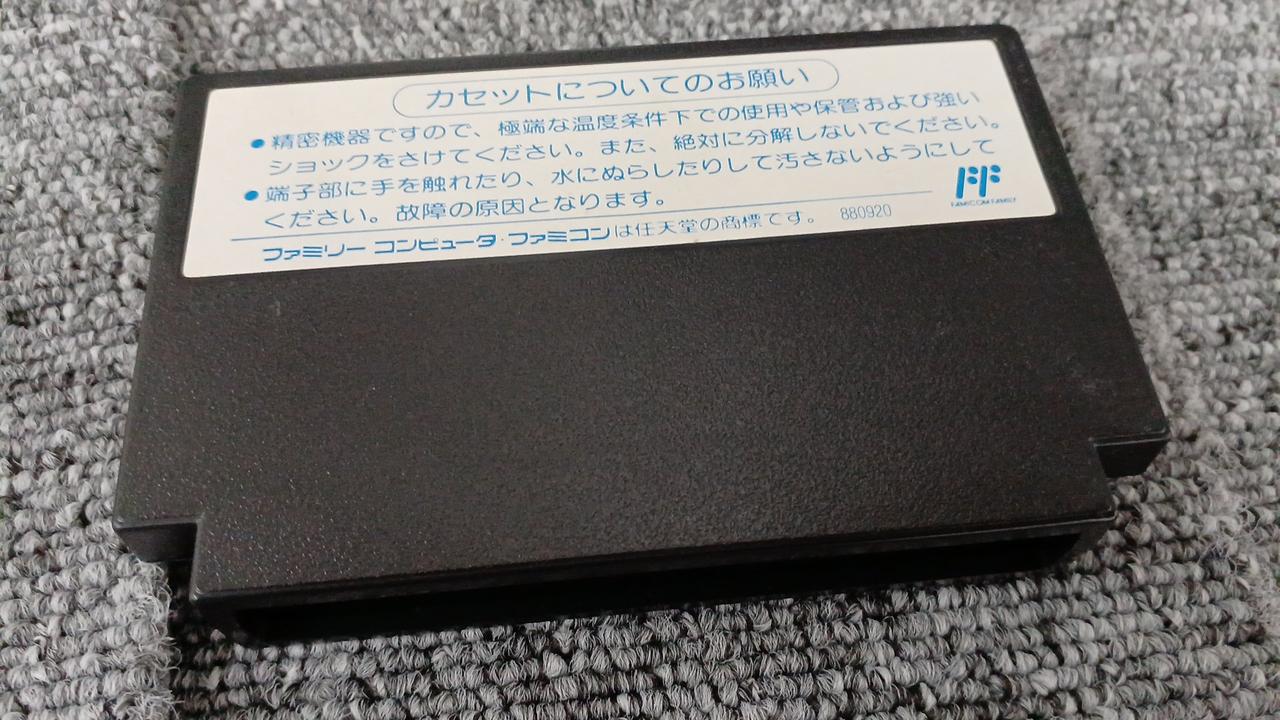 カセットについてのお願い
●精密機器ですので、極端な温度条件下での使用や保管および強い
ショックをさけてください。また、絶対に分解しないでください。
●端子部に手を触れたり、水にぬらしたりして汚さないようにして
ください。故障の原因となります。
ファミリー コンピュータ・ファミコンは任天堂の商標です。 880920
FF
FAMICOM FAMILY